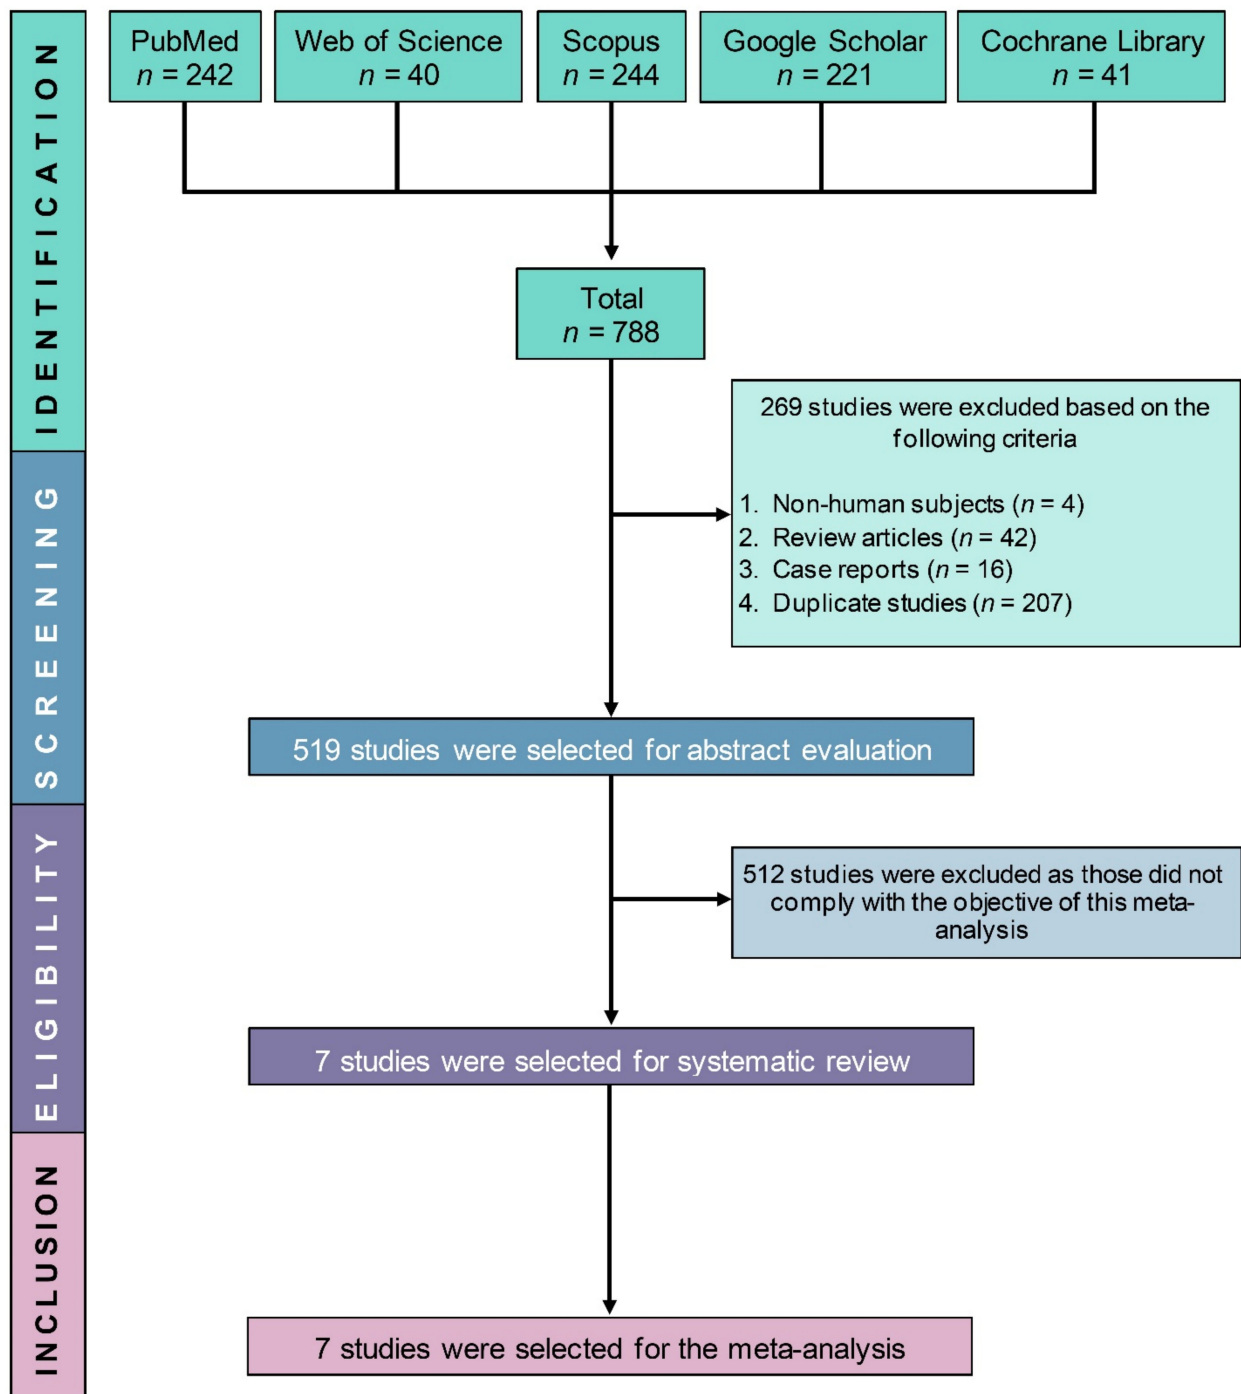 PubMed
n = 242
Web of Science
n = 40
Scopus
n = 244
Google Scholar
n = 221
Cochrane Library
n = 41
IDENTIFICATION
Total
n = 788
269 studies were excluded based on the
following criteria
1. Non-human subjects (n = 4)
2. Review articles (n = 42)
3. Case reports (n = 16)
4. Duplicate studies (n = 207)
SCREENING
519 studies were selected for abstract evaluation
512 studies were excluded as those did not
comply with the objective of this meta-
analysis
ELIGIBILITY
7 studies were selected for systematic review
INCLUSION
7 studies were selected for the meta-analysis